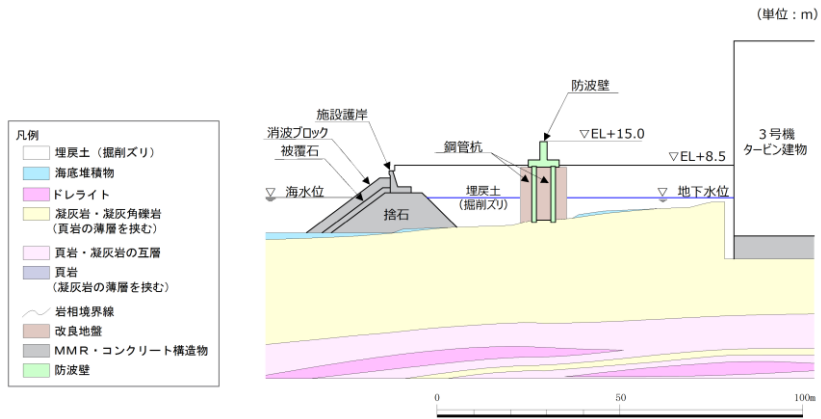 (単位：m)
防波壁
施設護岸
▽EL+15.0
消波ブロック
被覆石
鋼管杭
▽EL+8.5
3号機
タービン建物
海水位
埋戻土
(掘削ズリ)
地下水位
捨石
凡例
埋戻土（掘削ズリ）
海底堆積物
ドレライト
凝灰岩・凝灰角礫岩
(頁岩の薄層を挟む)
頁岩・凝灰岩の互層
頁岩
(凝灰岩の薄層を挟む)
岩相境界線
改良地盤
MMR・コンクリート構造物
防波壁
0 50 100m